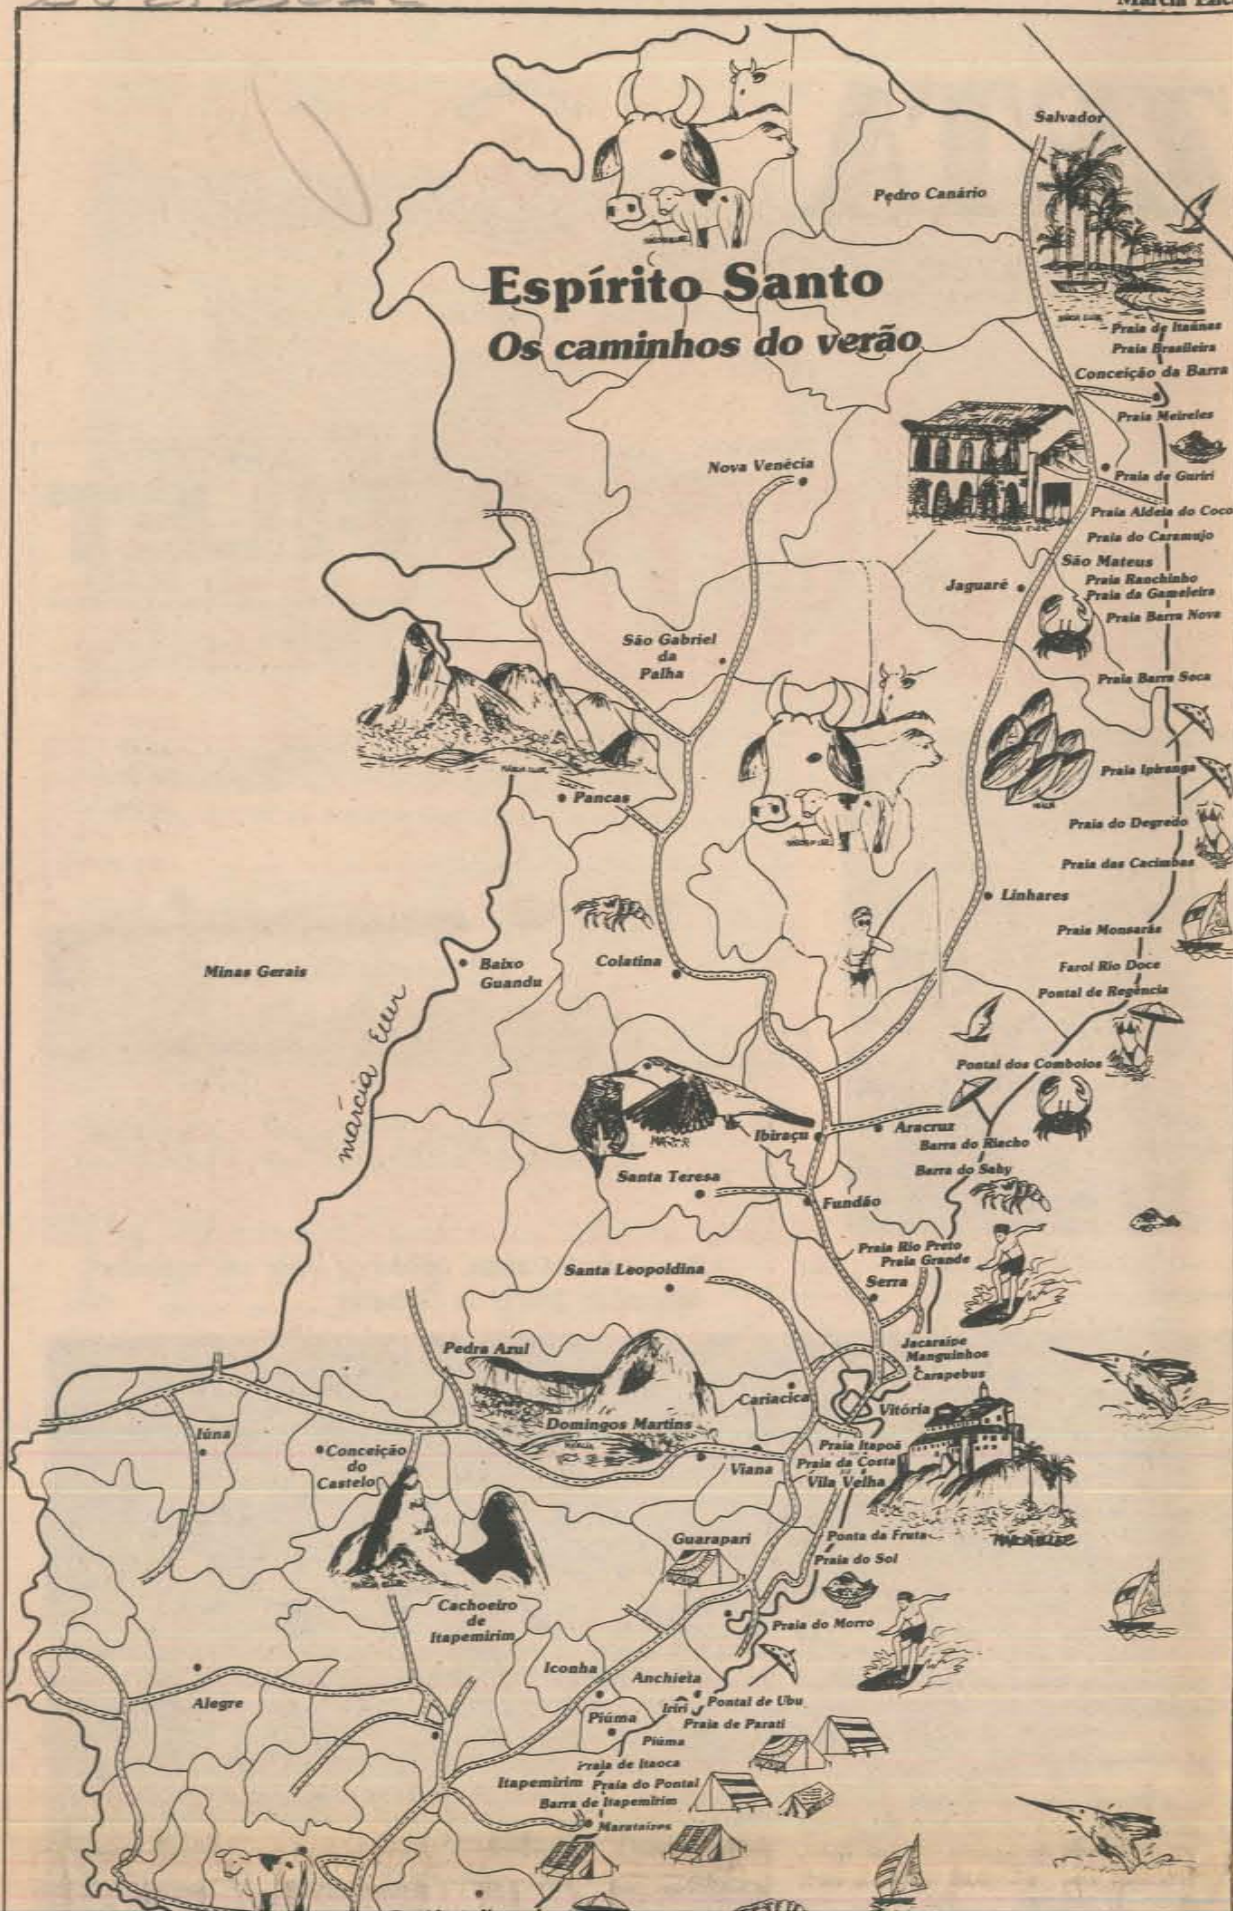 Salvador
Pedro Canário
Espírito Santo
Os caminhos do verão
Praia de Itaúnas
Praia Brasileira
Conceição da Barra
Praia Meireles
Nova Venécia
Praia de Guriri
Praia Aldeia do Coco
Praia do Caramujo
São Mateus
Jaguaré
Praia Ranchinho
Praia da Gameleira
Praia Barra Nova
São Gabriel
da
Palha
Praia Barra Seca
Praia Ipiranga
Pancas
Praia do Degredo
Praia das Cacimbas
Linhares
Praia Monsarás
Minas Gerais
Baixo
Guandu
Colatina
Farol Rio Doce
Pontal de Regência
márcia Eller
Pontal dos Comboios
Ibiraçu
Aracruz
Barra do Riacho
Barra do Sahy
Santa Teresa
Fundão
Praia Rio Preto
Praia Grande
Santa Leopoldina
Serra
Jacaraípe
Manguinhos
Carapebus
Pedra Azul
Cariacica
Vitória
Domingos Martins
Iúna
Conceição
do
Castelo
Viana
Praia Itapoã
Praia da Costa
Vila Velha
Guarapari
Ponta da Fruta
Praia do Sol
Cachoeiro
de
Itapemirim
Praia do Morro
Iconha
Anchieta
Alegre
Iriri
Pontal de Ubu
Piúma
Praia de Parati
Piúma
Praia de Itaoca
Itapemirim
Praia do Pontal
Barra de Itapemirim
Marataízes